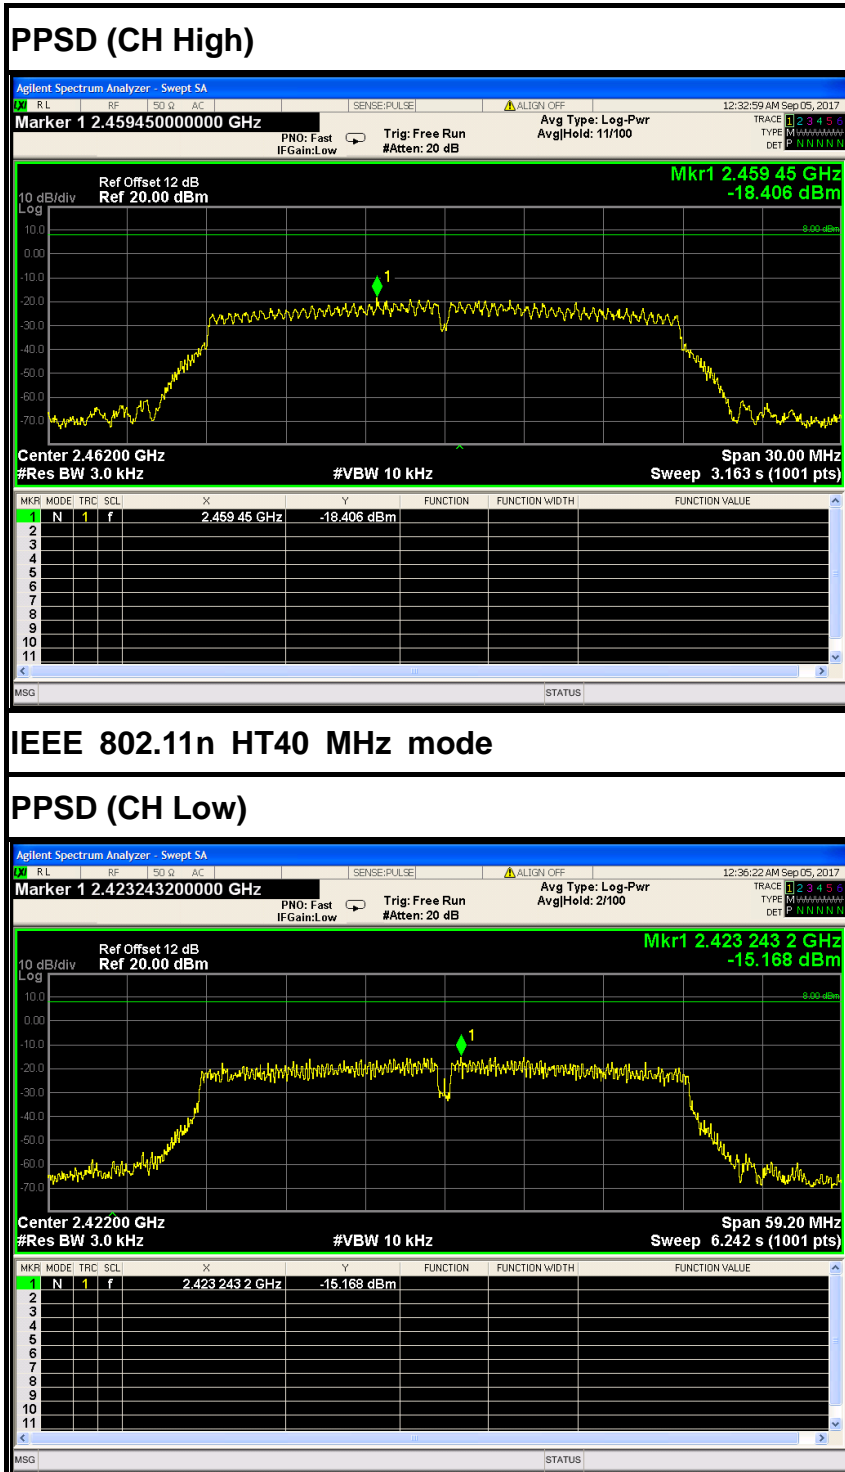 PPSD (CH High)
Agilent Spectrum Analyzer - Swept SA
LXI RL RF 50 Ω AC SENSE:PULSE ALIGN OFF 12:32:59 AM Sep 05, 2017
Marker 1 2.459450000000 GHz
PNO: Fast
IFGain:Low
Trig: Free Run
#Atten: 20 dB
Avg Type: Log-Pwr
Avg|Hold: 11/100
TRACE 1 2 3 4 5 6
TYPE M
DET P N N N N N
Mkr1 2.459 45 GHz
-18.406 dBm
Ref Offset 12 dB
10 dB/div Ref 20.00 dBm
Log
10.0
8.00 dBm
0.00
-10.0
1
-20.0
-30.0
-40.0
-50.0
-60.0
-70.0
Center 2.46200 GHz Span 30.00 MHz
#Res BW 3.0 kHz #VBW 10 kHz Sweep 3.163 s (1001 pts)
MKR MODE TRC SCL X Y FUNCTION FUNCTION WIDTH FUNCTION VALUE
1 N 1 f 2.459 45 GHz -18.406 dBm
2
3
4
5
6
7
8
9
10
11
MSG STATUS
IEEE 802.11n HT40 MHz mode
PPSD (CH Low)
Agilent Spectrum Analyzer - Swept SA
LXI RL RF 50 Ω AC SENSE:PULSE ALIGN OFF 12:36:22 AM Sep 05, 2017
Marker 1 2.423243200000 GHz
PNO: Fast
IFGain:Low
Trig: Free Run
#Atten: 20 dB
Avg Type: Log-Pwr
Avg|Hold: 2/100
TRACE 1 2 3 4 5 6
TYPE M
DET P N N N N N
Mkr1 2.423 243 2 GHz
-15.168 dBm
Ref Offset 12 dB
10 dB/div Ref 20.00 dBm
Log
10.0
8.00 dBm
0.00
1
-10.0
-20.0
-30.0
-40.0
-50.0
-60.0
-70.0
Center 2.42200 GHz Span 59.20 MHz
#Res BW 3.0 kHz #VBW 10 kHz Sweep 6.242 s (1001 pts)
MKR MODE TRC SCL X Y FUNCTION FUNCTION WIDTH FUNCTION VALUE
1 N 1 f 2.423 243 2 GHz -15.168 dBm
2
3
4
5
6
7
8
9
10
11
MSG STATUS